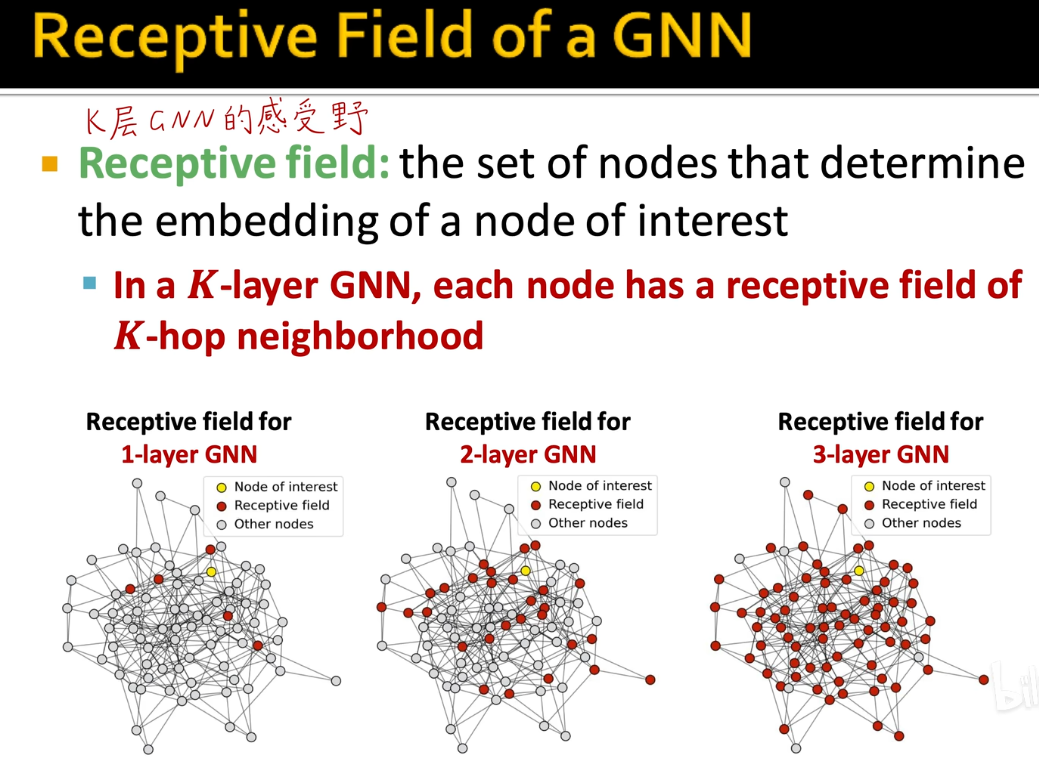 Receptive Field of a GNN
K层GNN的感受野
Receptive field: the set of nodes that determine
the embedding of a node of interest
In a K-layer GNN, each node has a receptive field of
K-hop neighborhood
Receptive field for
1-layer GNN
Node of interest
Receptive field
Other nodes
Receptive field for
2-layer GNN
Node of interest
Receptive field
Other nodes
Receptive field for
3-layer GNN
Node of interest
Receptive field
Other nodes